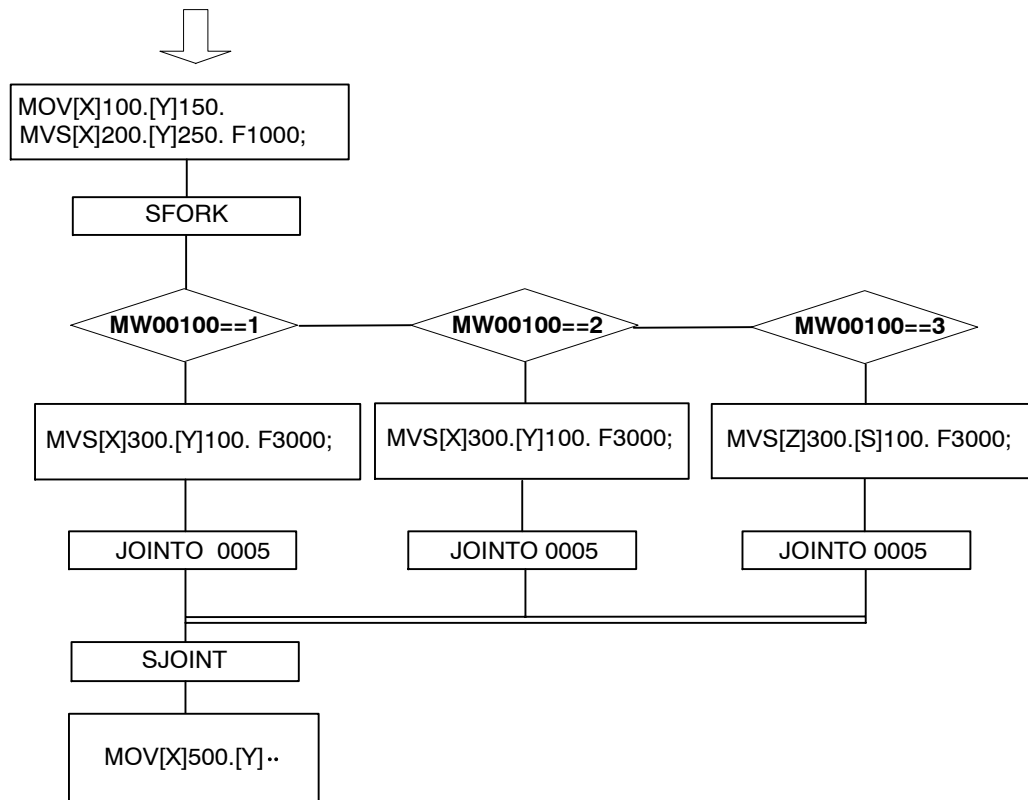 MOV[X]100.[Y]150.
MVS[X]200.[Y]250. F1000;
SFORK
MW00100==1
MW00100==2
MW00100==3
MVS[X]300.[Y]100. F3000;
MVS[X]300.[Y]100. F3000;
MVS[Z]300.[S]100. F3000;
JOINTO 0005
JOINTO 0005
JOINTO 0005
SJOINT
MOV[X]500.[Y]··